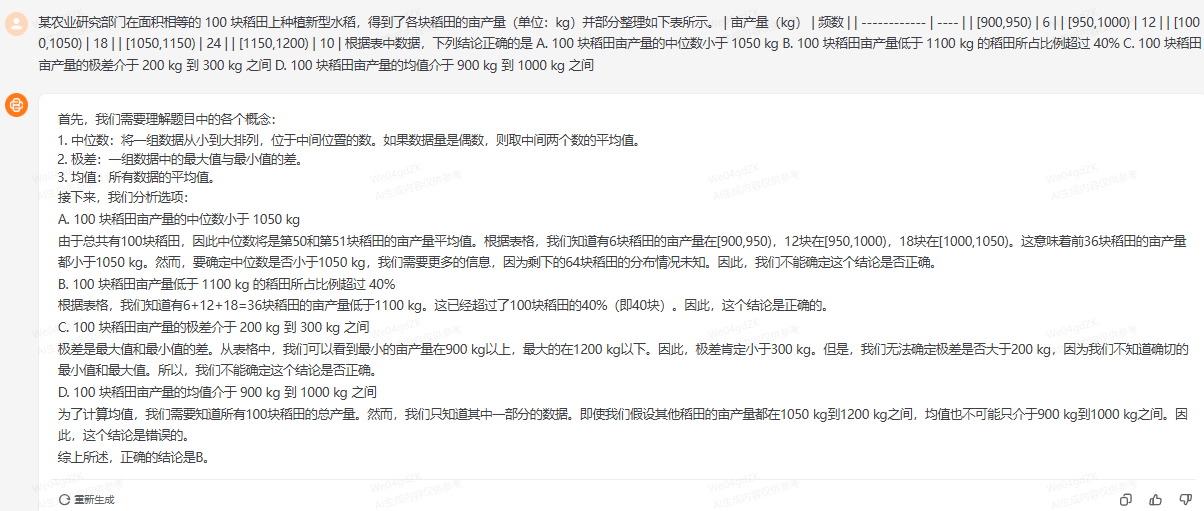 某农业研究部门在面积相等的 100 块稻田上种植新型水稻，得到了各块稻田的亩产量（单位：kg）并部分整理如下表所示。 | 亩产量（kg） | 频数 | | ------------ | ---- | | [900,950) | 6 | | [950,1000) | 12 | | [100
0,1050) | 18 | | [1050,1150) | 24 | | [1150,1200) | 10 | 根据表中数据，下列结论正确的是 A. 100 块稻田亩产量的中位数小于 1050 kg B. 100 块稻田亩产量低于 1100 kg 的稻田所占比例超过 40% C. 100 块稻田
亩产量的极差介于 200 kg 到 300 kg 之间 D. 100 块稻田亩产量的均值介于 900 kg 到 1000 kg 之间
首先，我们需要理解题目中的各个概念：
1. 中位数：将一组数据从小到大排列，位于中间位置的数。如果数据量是偶数，则取中间两个数的平均值。
2. 极差：一组数据中的最大值与最小值的差。
3. 均值：所有数据的平均值。
接下来，我们分析选项：
A. 100 块稻田亩产量的中位数小于 1050 kg
由于总共有100块稻田，因此中位数将是第50和第51块稻田的亩产量平均值。根据表格，我们知道有6块稻田的亩产量在[900,950)，12块在[950,1000)，18块在[1000,1050)。这意味着前36块稻田的亩产量
都小于1050 kg。然而，要确定中位数是否小于1050 kg，我们需要更多的信息，因为剩下的64块稻田的分布情况未知。因此，我们不能确定这个结论是否正确。
B. 100 块稻田亩产量低于 1100 kg 的稻田所占比例超过 40%
根据表格，我们知道有6+12+18=36块稻田的亩产量低于1100 kg。这已经超过了100块稻田的40%（即40块）。因此，这个结论是正确的。
C. 100 块稻田亩产量的极差介于 200 kg 到 300 kg 之间
极差是最大值和最小值的差。从表格中，我们可以看到最小的亩产量在900 kg以上，最大的在1200 kg以下。因此，极差肯定小于300 kg。但是，我们无法确定极差是否大于200 kg，因为我们不知道确切的
最小值和最大值。所以，我们不能确定这个结论是否正确。
D. 100 块稻田亩产量的均值介于 900 kg 到 1000 kg 之间
为了计算均值，我们需要知道所有100块稻田的总产量。然而，我们只知道其中一部分的数据。即使我们假设其他稻田的亩产量都在1050 kg到1200 kg之间，均值也不可能只介于900 kg到1000 kg之间。因
此，这个结论是错误的。
综上所述，正确的结论是B。
重新生成